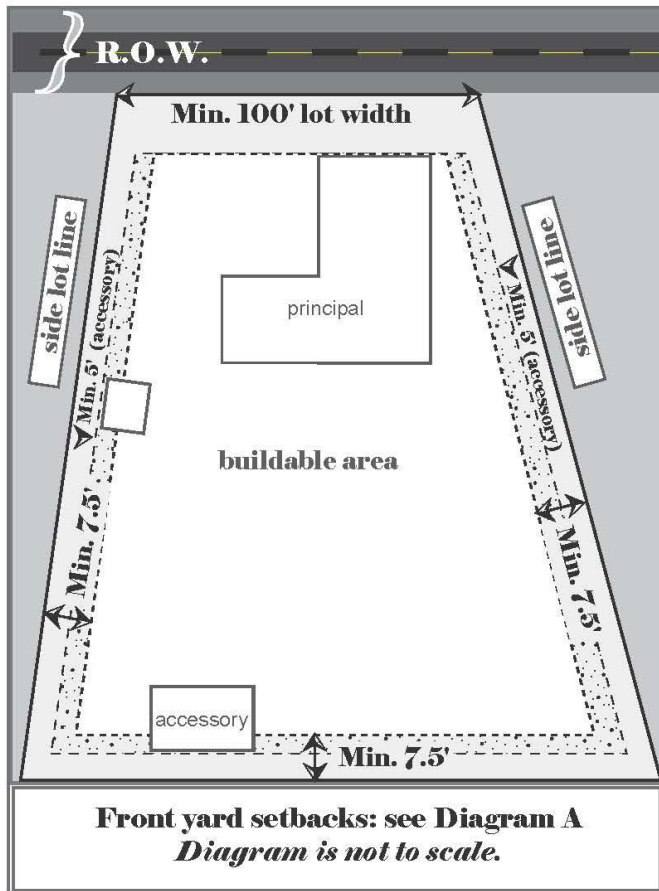 R.O.W.
Min. 100' lot width
side lot line
side lot line
Min. 5' (accessory)
Min. 5' (accessory)
principal
buildable area
Min. 7.5'
Min. 7.5'
accessory
Min. 7.5'
Front yard setbacks: see Diagram A
Diagram is not to scale.